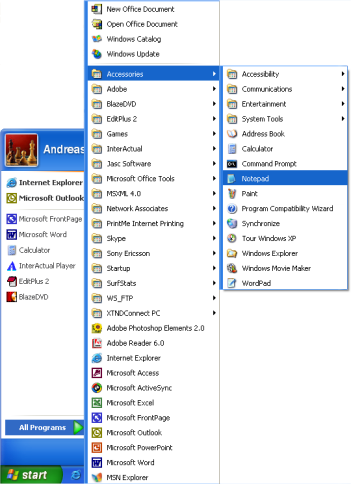 New Office Document
Open Office Document
Windows Catalog
Windows Update
Accessories
Adobe
BlazeDVD
EditPlus 2
Games
InterActual
Jasc Software
Microsoft Office Tools
MSXML 4.0
Network Associates
PrintMe Internet Printing
Skype
Sony Ericsson
Startup
SurfStats
WS_FTP
XTNDConnect PC
Adobe Photoshop Elements 2.0
Adobe Reader 6.0
Internet Explorer
Microsoft Access
Microsoft ActiveSync
Microsoft Excel
Microsoft FrontPage
Microsoft Outlook
Microsoft PowerPoint
Microsoft Word
MSN Explorer
Accessibility
Communications
Entertainment
System Tools
Address Book
Calculator
Command Prompt
Notepad
Paint
Program Compatibility Wizard
Synchronize
Tour Windows XP
Windows Explorer
Windows Movie Maker
WordPad
Andreas
Internet Explorer
Microsoft Outlook
Microsoft FrontPage
Microsoft Word
Calculator
InterActual Player
EditPlus 2
BlazeDVD
All Programs
start